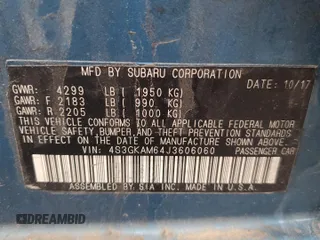 MFD BY SUBARU CORPORATION
GVWR: 4299 LB ( 1950 KG) DATE: 10/17
GAWR: F 2183 LB ( 990 KG)
GAWR: R 2205 LB ( 1000 KG)
THIS VEHICLE CONFORMS TO ALL APPLICABLE FEDERAL MOTOR
VEHICLE SAFETY, BUMPER, AND THEFT PREVENTION STANDARDS
IN EFFECT ON THE DATE OF MANUFACTURE SHOWN ABOVE.
VIN: 4S3GKAM64J3606060 PASSENGER CAR
ASSEMBLED BY SIA INC. IN U.S.A.
DREAMBID